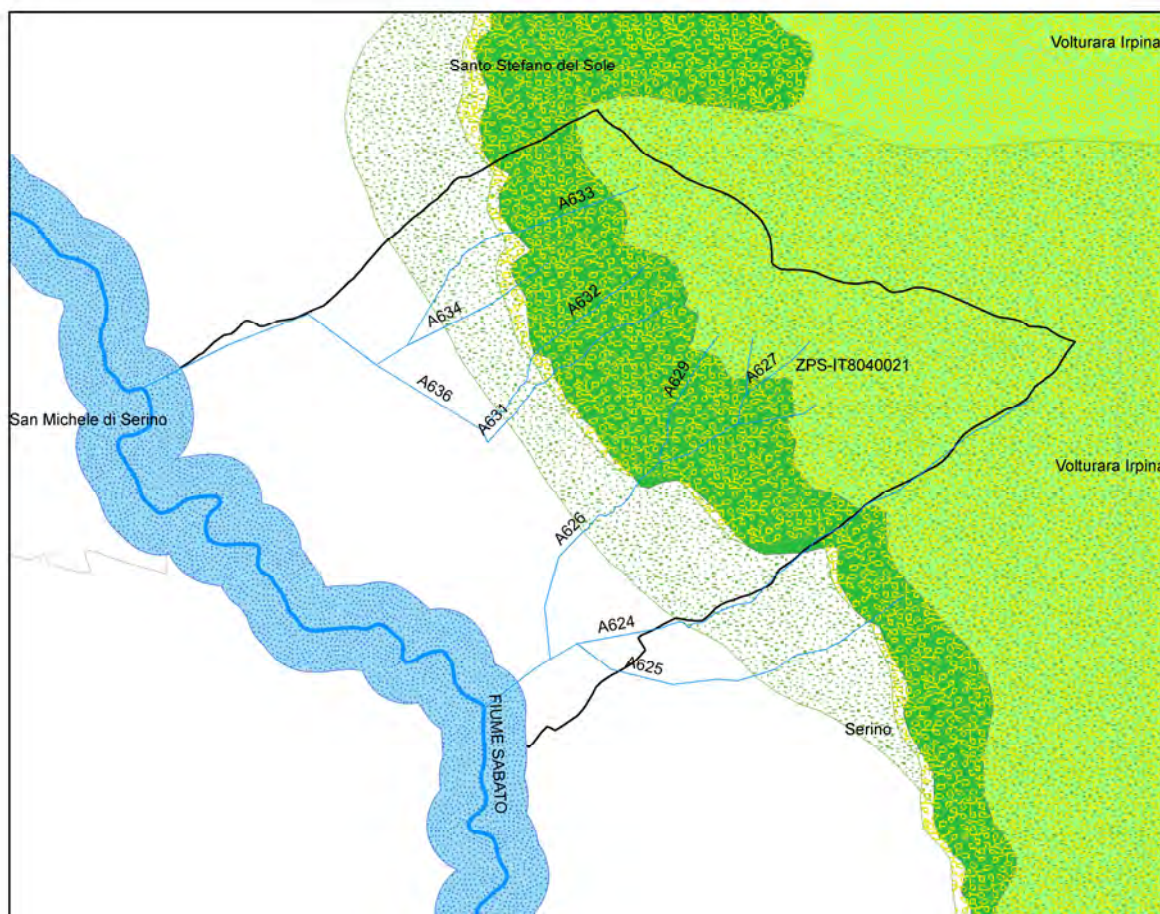 Volturara Irpina
Santo Stefano del Sole
A633
A632
A634
A629
A627
ZPS-IT8040021
A636
A631
San Michele di Serino
Volturara Irpina
A626
A624
A625
FIUME SABATO
Serino